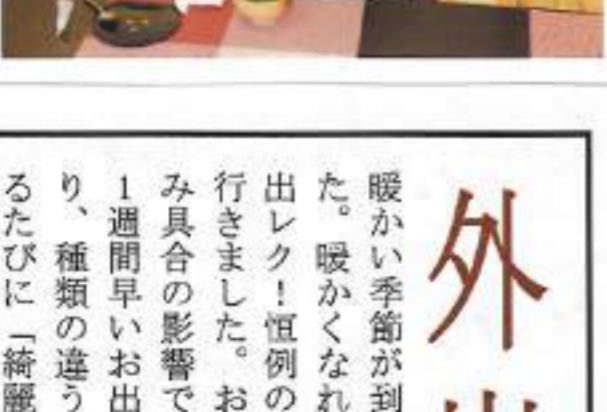 外
暖かい季節が到
た。暖かくなれ
出レク！恒例の
行きました。お
み具合の影響で
1週間早いお出
り、種類の違う
るたびに「綺麗